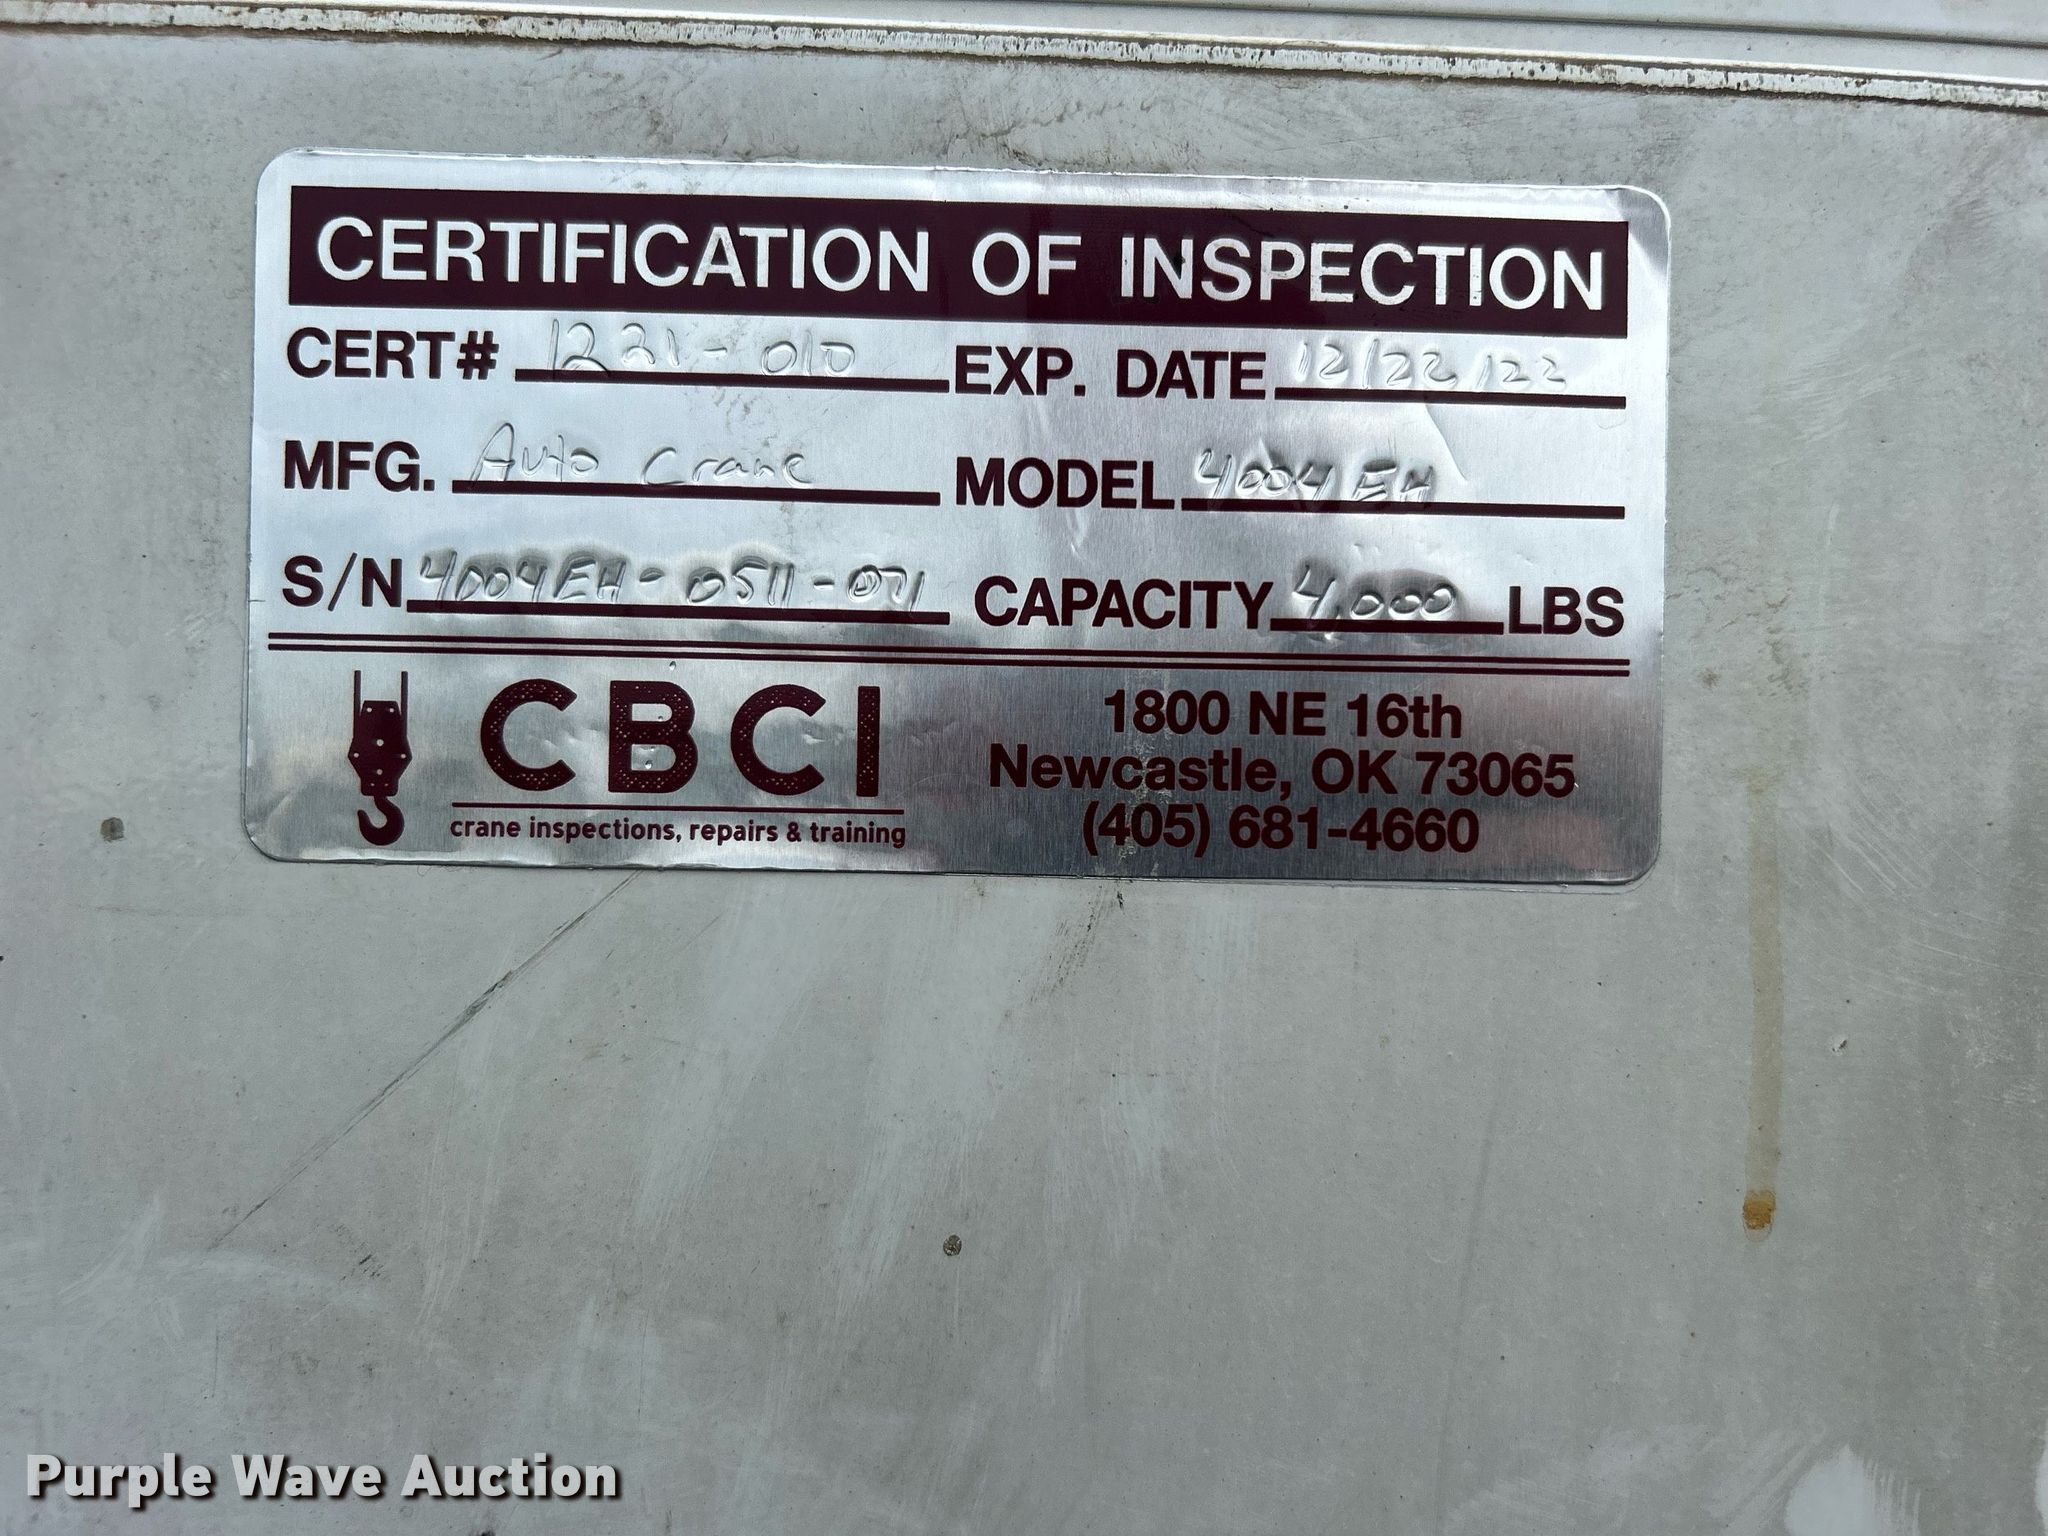 CERTIFICATION OF INSPECTION
CERT# 1221-010 EXP. DATE 12/22/22
MFG. Auto Crane MODEL 4004EH
S/N 4004EH-0511-071 CAPACITY 4,000 LBS
CBCI
crane inspections, repairs & training
1800 NE 16th
Newcastle, OK 73065
(405) 681-4660
Purple Wave Auction